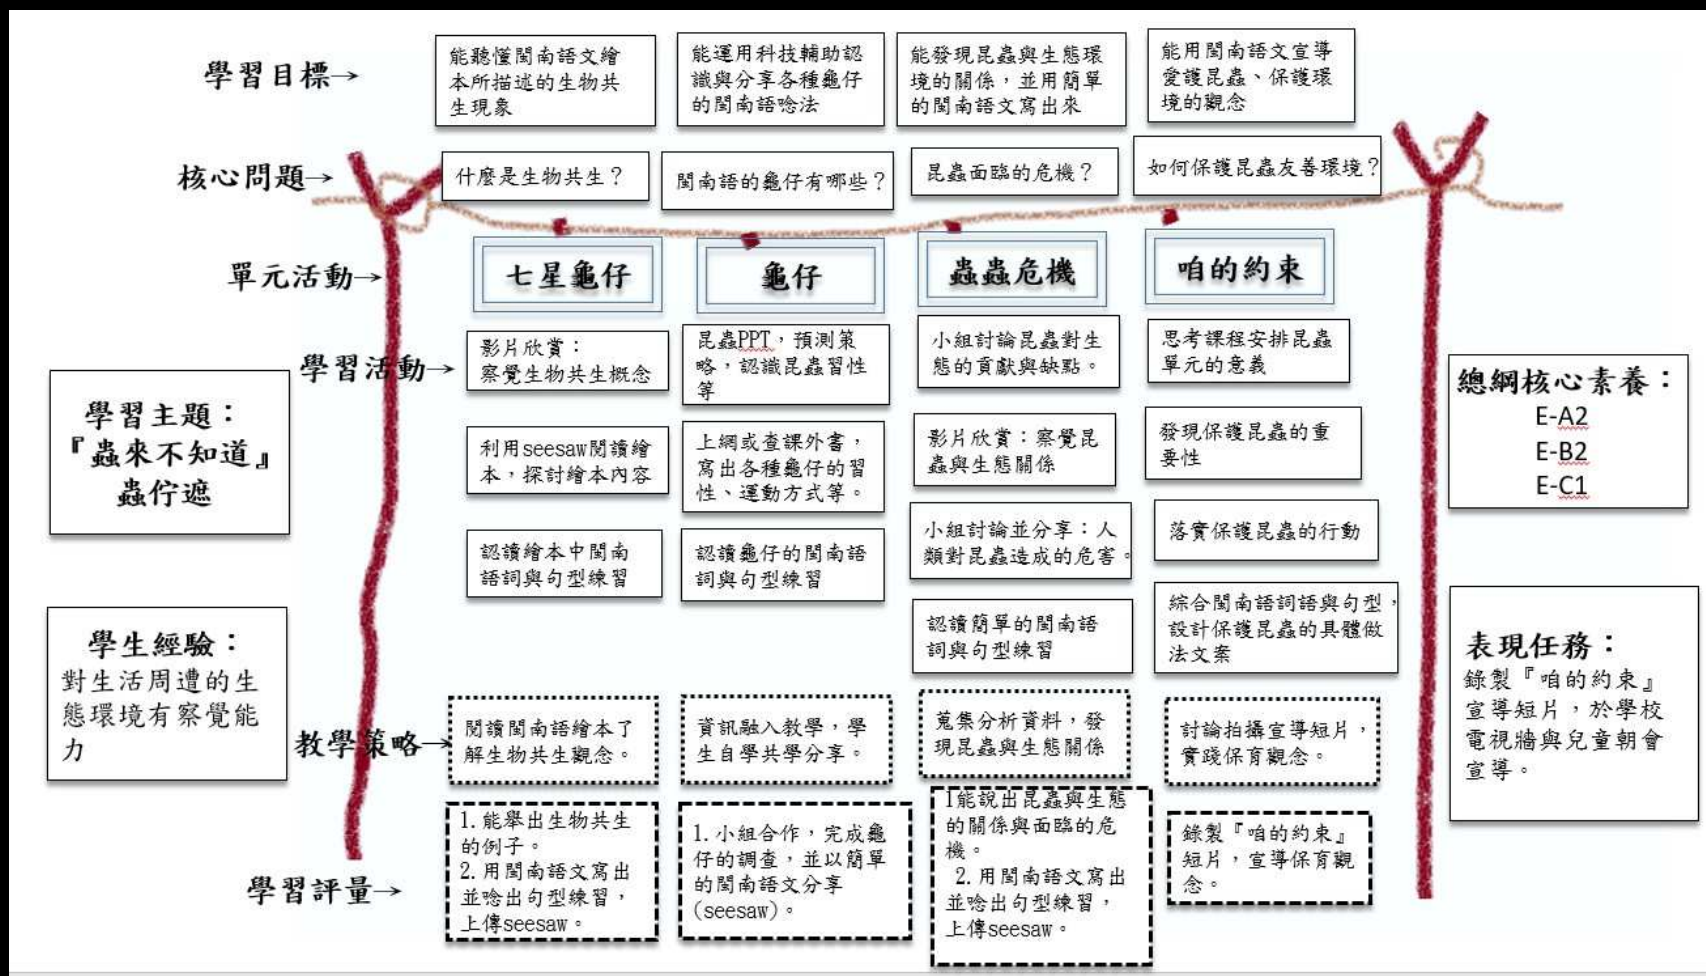 學習目標→
能聽懂閩南語文繪
本所描述的生物共
生現象
能運用科技輔助認
識與分享各種龜仔
的閩南語唸法
能發現昆蟲與生態環
境的關係，並用簡單
的閩南語文寫出來
能用閩南語文宣導
愛護昆蟲、保護環
境的觀念
核心問題→
什麼是生物共生？
閩南語的龜仔有哪些？
昆蟲面臨的危機？
如何保護昆蟲友善環境？
單元活動→
七星龜仔
龜仔
蟲蟲危機
咱的約束
學習活動→
影片欣賞：
察覺生物共生概念
昆蟲PPT，預測策
略，認識昆蟲習性
等
小組討論昆蟲對生
態的貢獻與缺點。
思考課程安排昆蟲
單元的意義
利用seesaw閱讀繪
本，探討繪本內容
上網或查課外書，
寫出各種龜仔的習
性、運動方式等。
影片欣賞：察覺昆
蟲與生態關係
發現保護昆蟲的重
要性
認讀繪本中閩南
語詞與句型練習
認讀龜仔的閩南語
詞與句型練習
小組討論並分享：人
類對昆蟲造成的危害。
落實保護昆蟲的行動
認讀簡單的閩南語
詞與句型練習
綜合閩南語詞語與句型，
設計保護昆蟲的具體做
法文案
學習主題：
『蟲來不知道』
蟲佇遮
學生經驗：
對生活周遭的生
態環境有察覺能
力
總綱核心素養：
E-A2
E-B2
E-C1
表現任務：
錄製『咱的約束』
宣導短片，於學校
電視牆與兒童朝會
宣導。
教學策略→
閱讀閩南語繪本了
解生物共生觀念。
資訊融入教學，學
生自學共學分享。
蒐集分析資料，發
現昆蟲與生態關係
討論拍攝宣導短片，
實踐保育觀念。
學習評量→
1.能舉出生物共生
的例子。
2.用閩南語文寫出
並唸出句型練習，
上傳seesaw。
1.小組合作，完成龜
仔的調查，並以簡單
的閩南語文分享
(seesaw)。
1能說出昆蟲與生態
的關係與面臨的危
機。
2.用閩南語文寫出
並唸出句型練習，
上傳seesaw。
錄製『咱的約束』
短片，宣導保育觀
念。